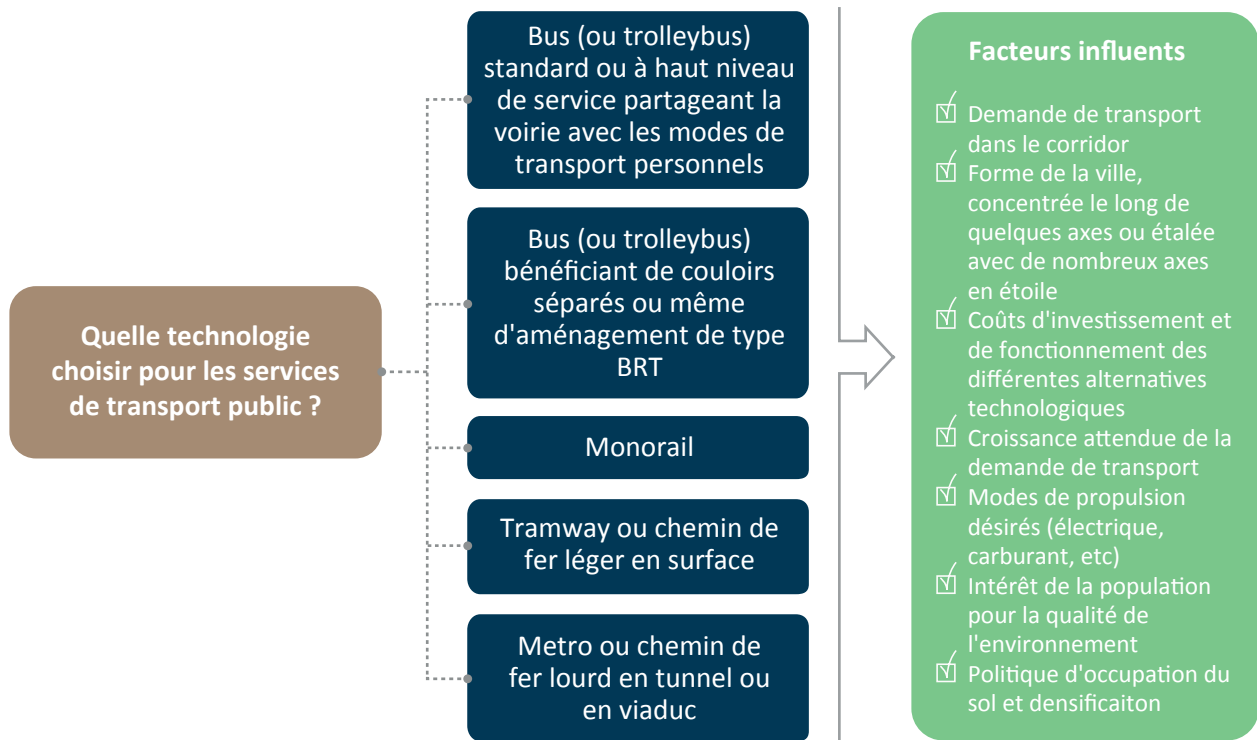 Quelle technologie
choisir pour les services
de transport public ?
Bus (ou trolleybus)
standard ou à haut niveau
de service partageant la
voirie avec les modes de
transport personnels
Bus (ou trolleybus)
bénéficiant de couloirs
séparés ou même
d'aménagement de type
BRT
Monorail
Tramway ou chemin de
fer léger en surface
Metro ou chemin de
fer lourd en tunnel ou
en viaduc
Facteurs influents
Demande de transport
dans le corridor
Forme de la ville,
concentrée le long de
quelques axes ou étalée
avec de nombreux axes
en étoile
Coûts d'investissement et
de fonctionnement des
différentes alternatives
technologiques
Croissance attendue de la
demande de transport
Modes de propulsion
désirés (électrique,
carburant, etc)
Intérêt de la population
pour la qualité de
l'environnement
Politique d'occupation du
sol et densificaiton